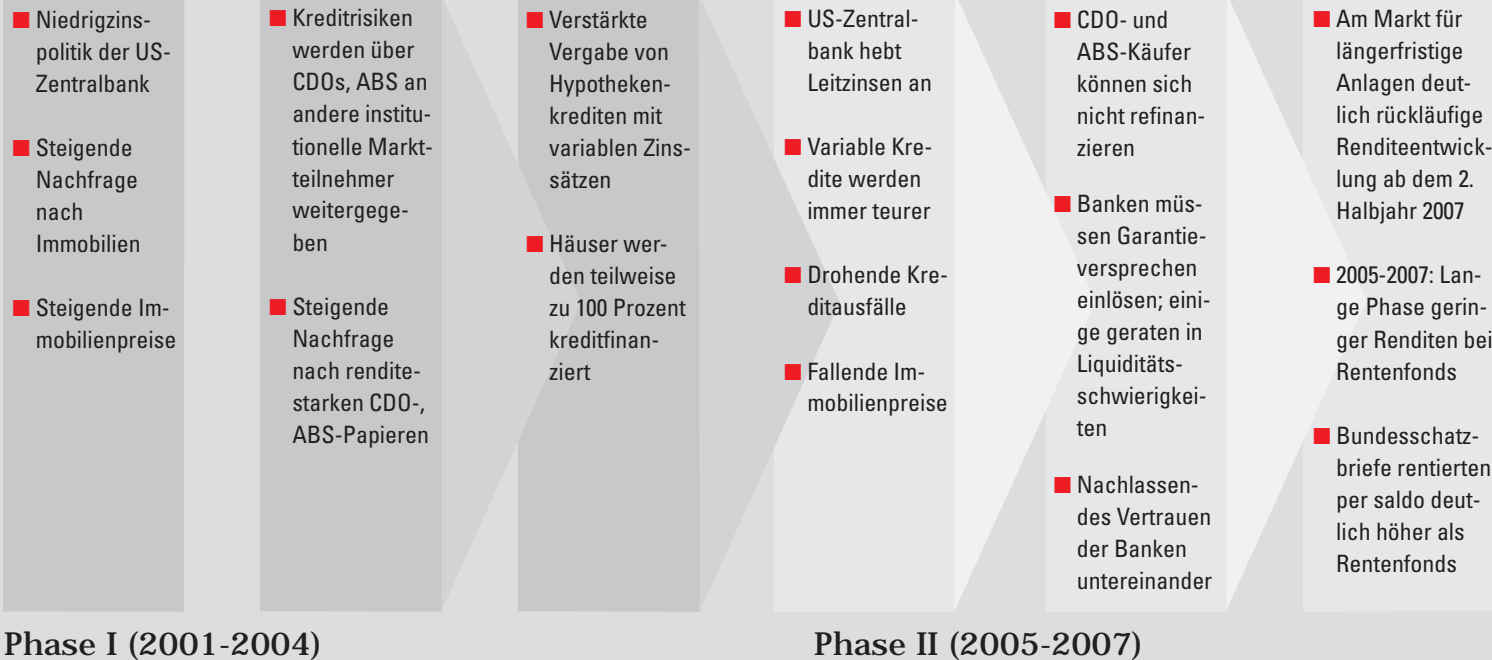 Niedrigzins-
politik der US-
Zentralbank
Steigende
Nachfrage
nach
Immobilien
Steigende Im-
mobilienpreise
Kreditrisiken
werden über
CDOs, ABS an
andere institu-
tionelle Markt-
teilnehmer
weitergege-
ben
Steigende
Nachfrage
nach rendite-
starken CDO-,
ABS-Papieren
Verstärkte
Vergabe von
Hypotheken-
krediten mit
variablen Zins-
sätzen
Häuser wer-
den teilweise
zu 100 Prozent
kreditfinan-
ziert
US-Zentral-
bank hebt
Leitzinsen an
Variable Kre-
dite werden
immer teurer
Drohende Kre-
ditausfälle
Fallende Im-
mobilienpreise
CDO- und
ABS-Käufer
können sich
nicht refinan-
zieren
Banken müs-
sen Garantie-
versprechen
einlösen; eini-
ge geraten in
Liquiditäts-
schwierigkei-
ten
Nachlassen-
des Vertrauen
der Banken
untereinander
Am Markt für
längerfristige
Anlagen deut-
lich rückläufige
Renditeentwick-
lung ab dem 2.
Halbjahr 2007
2005-2007: Lan-
ge Phase gerin-
ger Renditen bei
Rentenfonds
Bundesschatz-
briefe rentierten
per saldo deut-
lich höher als
Rentenfonds
Phase I (2001-2004)
Phase II (2005-2007)